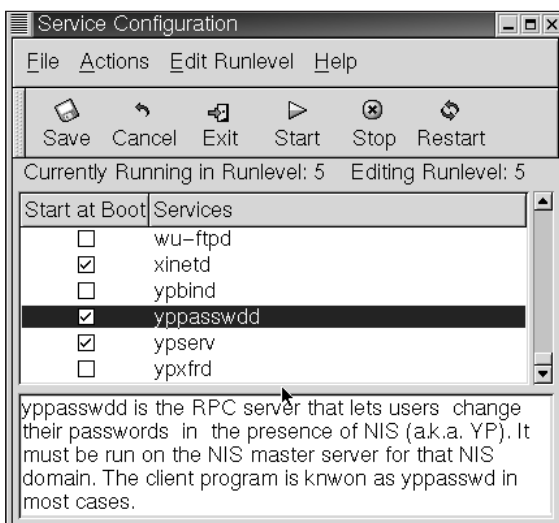 Service Configuration
File Actions Edit Runlevel Help
Save Cancel Exit Start Stop Restart
Currently Running in Runlevel: 5 Editing Runlevel: 5
Start at Boot Services
wu-ftpd
xinetd
ypbind
yppasswdd
ypserv
ypxfrd
yppasswdd is the RPC server that lets users change
their passwords in the presence of NIS (a.k.a. YP). It
must be run on the NIS master server for that NIS
domain. The client program is knwon as yppasswd in
most cases.